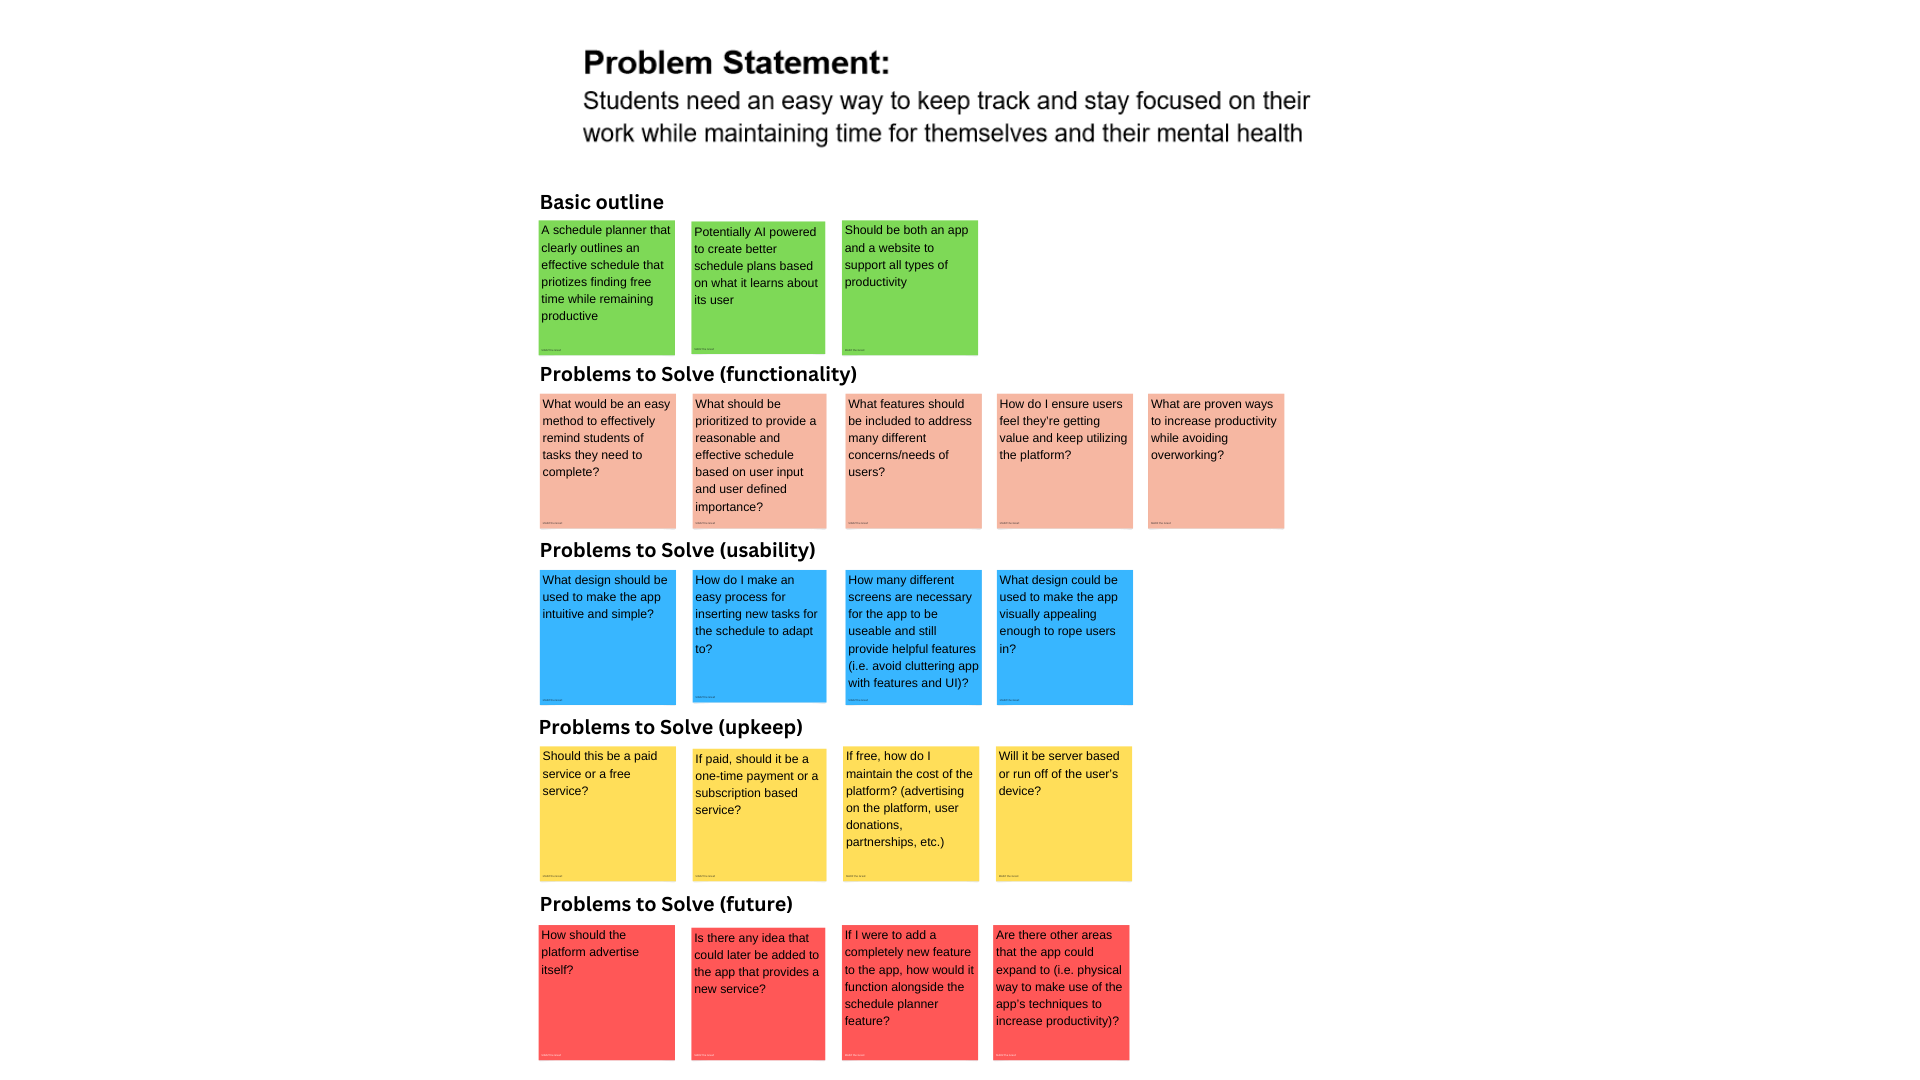 Problem Statement:
Students need an easy way to keep track and stay focused on their
work while maintaining time for themselves and their mental health
Basic outline
A schedule planner that
clearly outlines an
effective schedule that
priotizes finding free
time while remaining
productive
Potentially AI powered
to create better
schedule plans based
on what it learns about
its user
Should be both an app
and a website to
support all types of
productivity
Problems to Solve (functionality)
What would be an easy
method to effectively
remind students of
tasks they need to
complete?
What should be
prioritized to provide a
reasonable and
effective schedule
based on user input
and user defined
importance?
What features should
be included to address
many different
concerns/needs of
users?
How do I ensure users
feel they're getting
value and keep utilizing
the platform?
What are proven ways
to increase productivity
while avoiding
overworking?
Problems to Solve (usability)
What design should be
used to make the app
intuitive and simple?
How do I make an
easy process for
inserting new tasks for
the schedule to adapt
to?
How many different
screens are necessary
for the app to be
useable and still
provide helpful features
(i.e. avoid cluttering app
with features and UI)?
What design could be
used to make the app
visually appealing
enough to rope users
in?
Problems to Solve (upkeep)
Should this be a paid
service or a free
service?
If paid, should it be a
one-time payment or a
subscription based
service?
If free, how do I
maintain the cost of the
platform? (advertising
on the platform, user
donations,
partnerships, etc.)
Will it be server based
or run off of the user's
device?
Problems to Solve (future)
How should the
platform advertise
itself?
Is there any idea that
could later be added to
the app that provides a
new service?
If I were to add a
completely new feature
to the app, how would it
function alongside the
schedule planner
feature?
Are there other areas
that the app could
expand to (i.e. physical
way to make use of the
app's techniques to
increase productivity)?